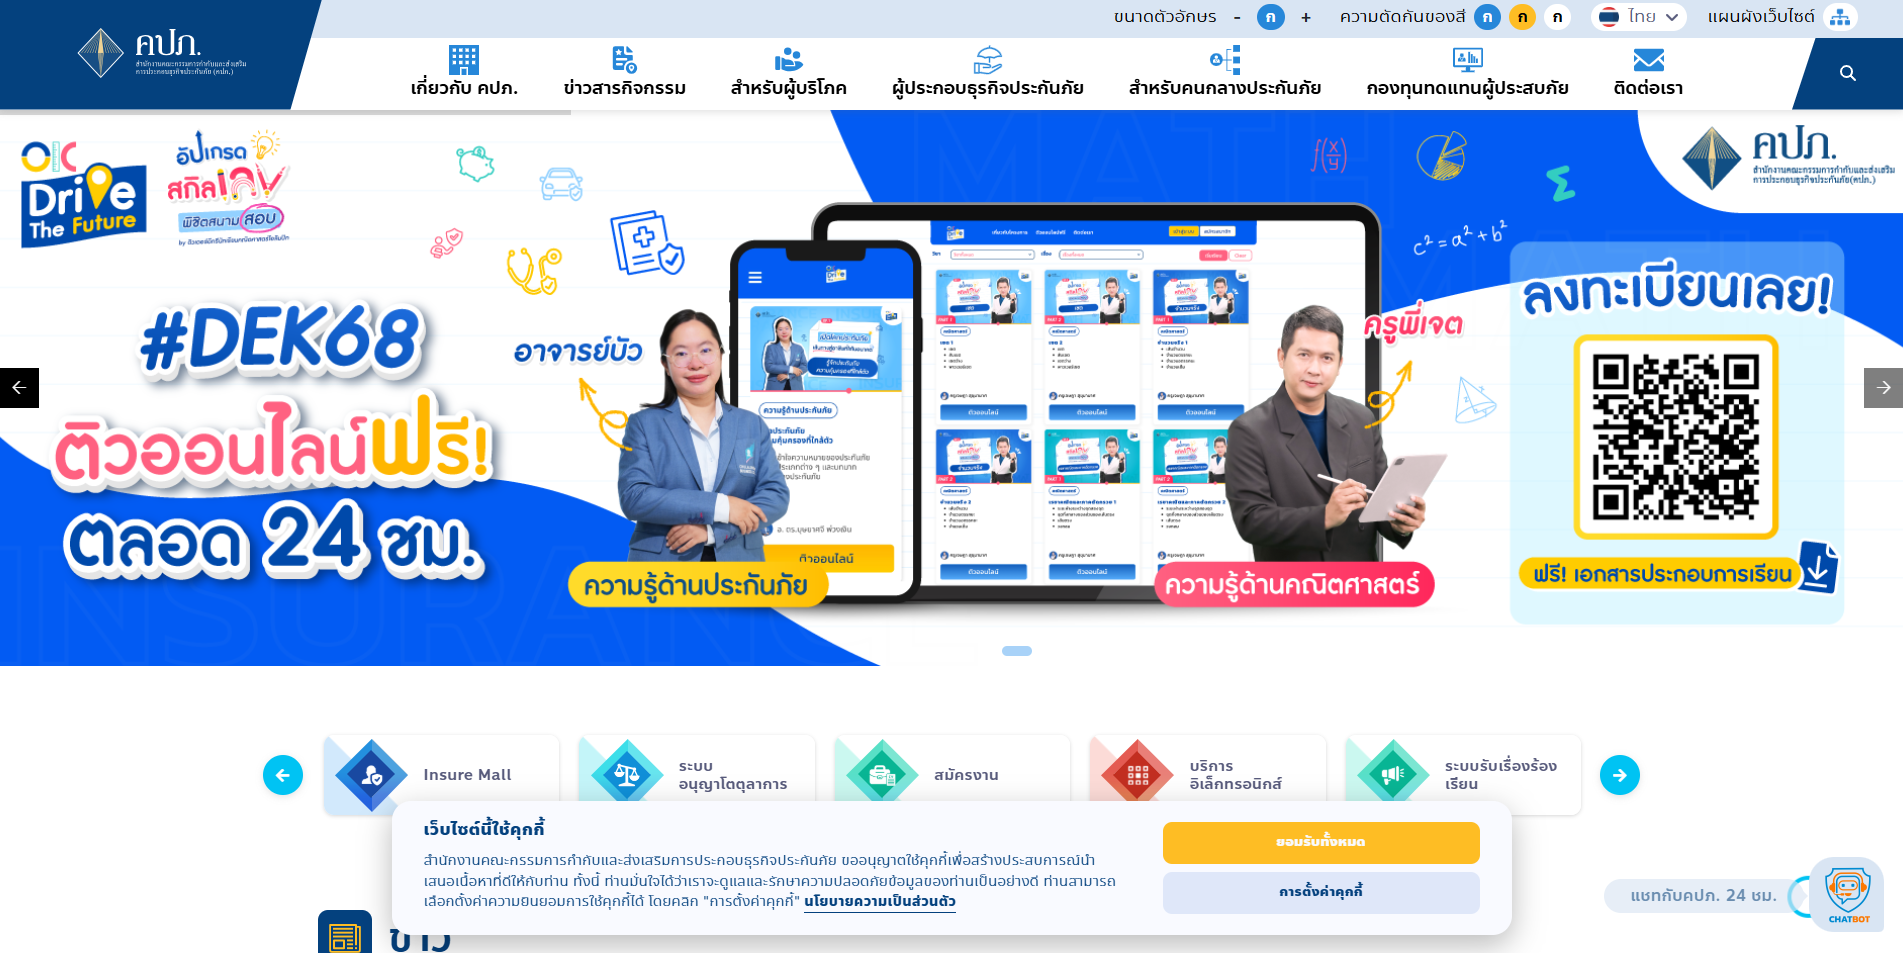 ขนาดตัวอักษร - ก + ความตัดกันของสี ก ก ก ไทย แผนผังเว็บไซต์
คปภ.
สำนักงานคณะกรรมการกำกับและส่งเสริม
การประกอบธุรกิจประกันภัย (คปภ.)
เกี่ยวกับ คปภ. ข่าวสารกิจกรรม สำหรับผู้บริโภค ผู้ประกอบธุรกิจประกันภัย สำหรับคนกลางประกันภัย กองทุนทดแทนผู้ประสบภัย ติดต่อเรา
OIC
Drive
The Future
อัปเกรด
สกิลเลข
พิชิตสนามสอบ
คปภ.
สำนักงานคณะกรรมการกำกับและส่งเสริม
การประกอบธุรกิจประกันภัย(คปภ.)
c²=a²+b²
#DEK68
ติวออนไลน์ฟรี!
ตลอด 24 ชม.
อาจารย์บัว
ความรู้ด้านประกันภัย
ติวออนไลน์
ความรู้ด้านประกันภัย
ครูพี่เจต
ความรู้ด้านคณิตศาสตร์
ลงทะเบียนเลย!
ฟรี! เอกสารประกอบการเรียน
Insure Mall
ระบบ
อนุญาโตตุลาการ
สมัครงาน
บริการ
อิเล็กทรอนิกส์
ระบบรับเรื่องร้อง
เรียน
เว็บไซต์นี้ใช้คุกกี้
สำนักงานคณะกรรมการกำกับและส่งเสริมการประกอบธุรกิจประกันภัย ขออนุญาตใช้คุกกี้เพื่อสร้างประสบการณ์นำ
เสนอเนื้อหาที่ดีให้กับท่าน ทั้งนี้ ท่านมั่นใจได้ว่าเราจะดูแลและรักษาความปลอดภัยข้อมูลของท่านเป็นอย่างดี ท่านสามารถ
เลือกตั้งค่าความยินยอมการใช้คุกกี้ได้ โดยคลิก "การตั้งค่าคุกกี้" นโยบายความเป็นส่วนตัว
ยอมรับทั้งหมด
การตั้งค่าคุกกี้
แชทกับคปภ. 24 ชม.
CHATBOT
ข่าว